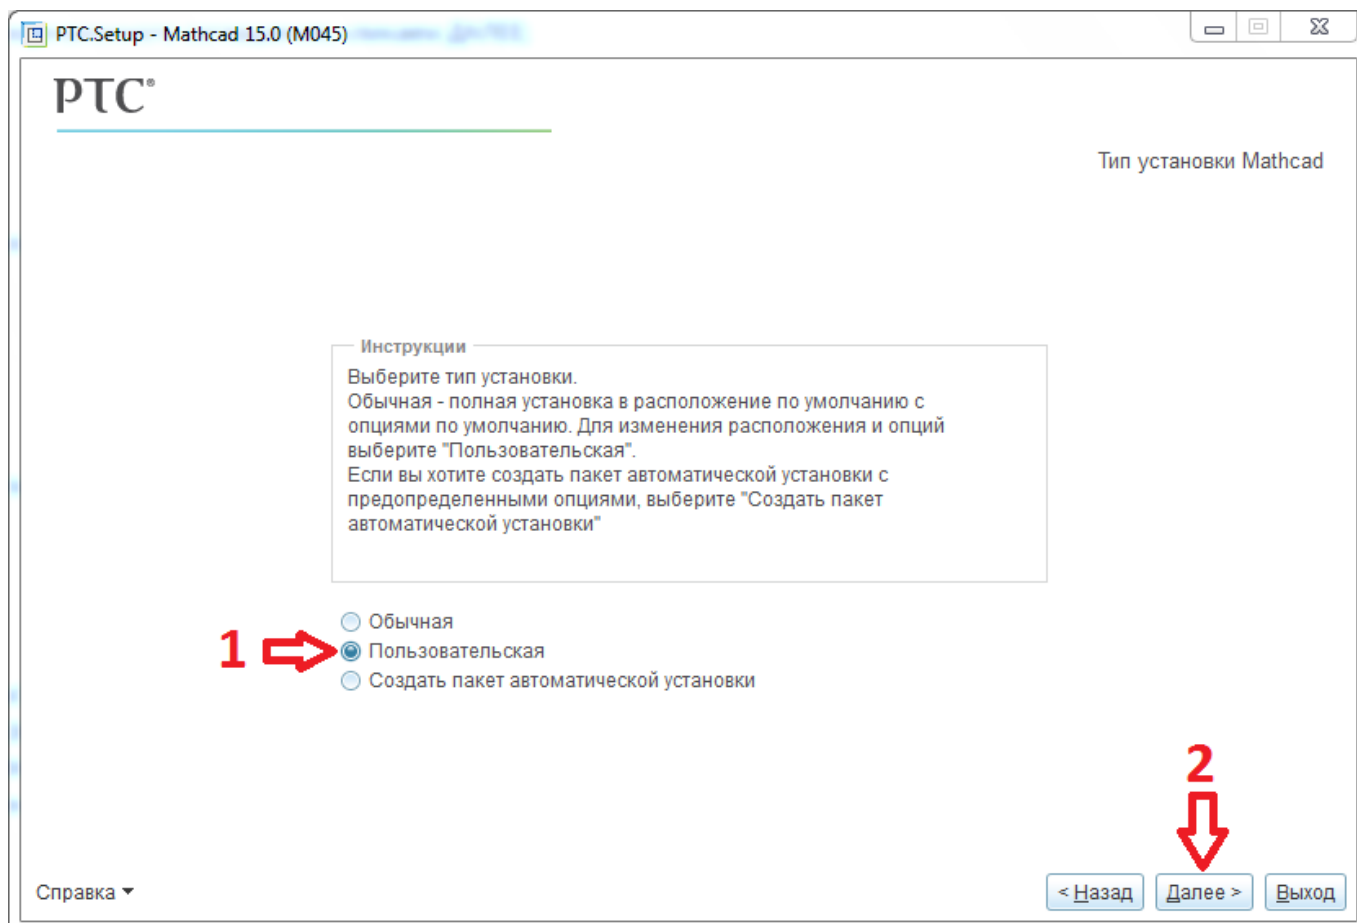 PTC.Setup - Mathcad 15.0 (M045)
PTC®
Тип установки Mathcad
Инструкции
Выберите тип установки.
Обычная - полная установка в расположение по умолчанию с
опциями по умолчанию. Для изменения расположения и опций
выберите "Пользовательская".
Если вы хотите создать пакет автоматической установки с
предопределенными опциями, выберите "Создать пакет
автоматической установки"
Обычная
1 Пользовательская
Создать пакет автоматической установки
2
Справка
< Назад Далее > Выход